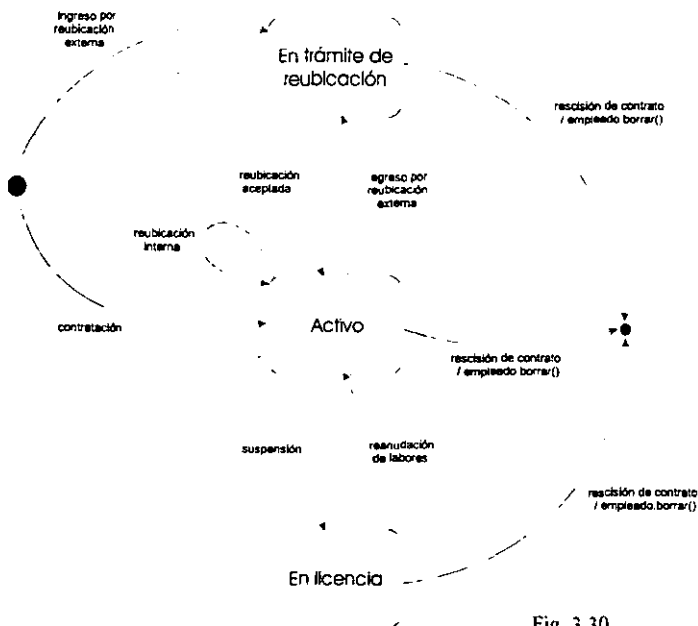 ingreso por
reubicación
externa
En trámite de
reubicación
rescisión de contrato
/ empleado borrar()
reubicación
aceptada
egreso por
reubicación
externa
reubicación
interna
contratación
Activo
rescisión de contrato
/ empleado borrar()
suspensión
reanudación
de labores
rescisión de contrato
/ empleado.borrar()
En licencia
Fig. 3.30